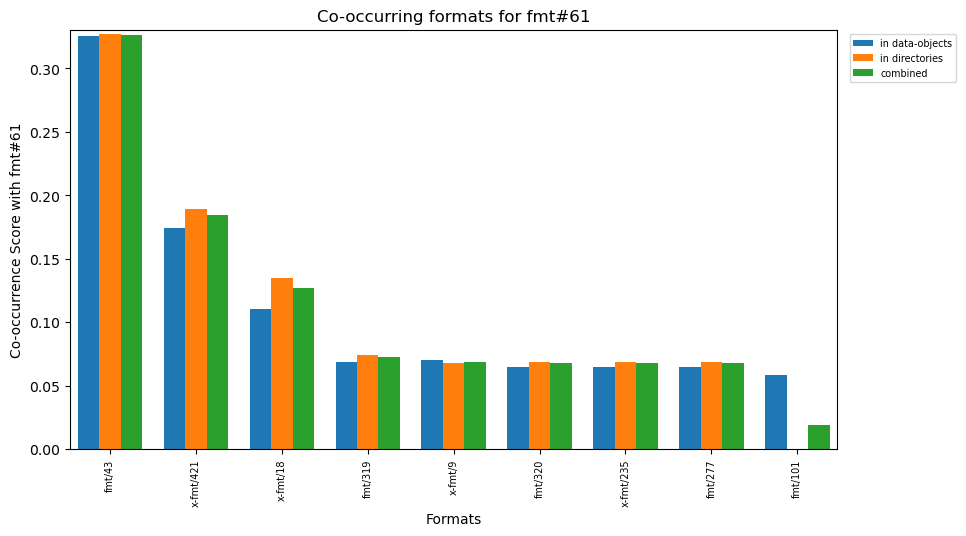 Co-occurring formats for fmt#61
Co-occurrence Score with fmt#61
0.30
0.25
0.20
0.15
0.10
0.05
0.00
fmt/43
x-fmt/421
x-fmt/18
fmt/319
x-fmt/9
fmt/320
x-fmt/235
fmt/277
fmt/101
Formats
in data-objects
in directories
combined